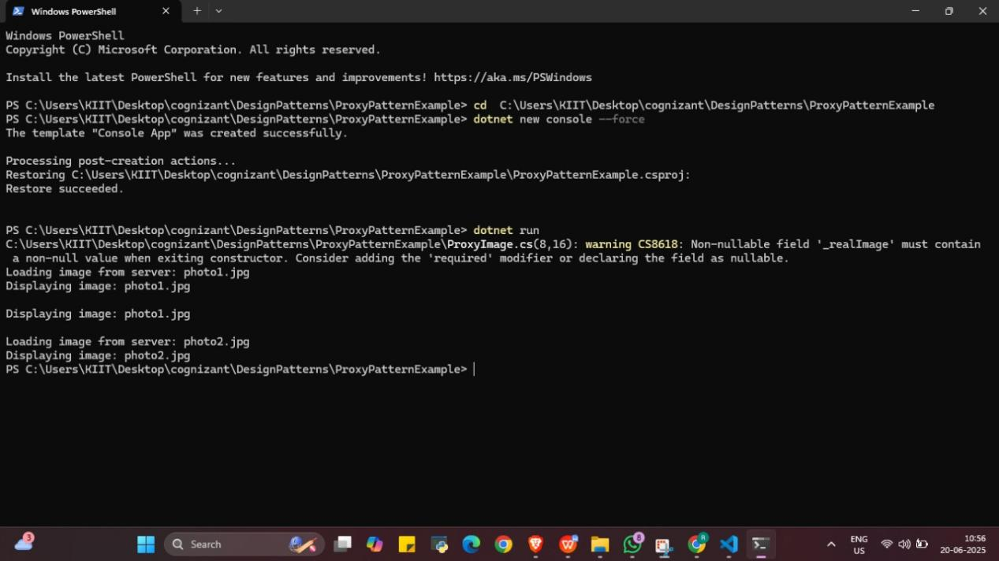 Windows PowerShell
Windows PowerShell
Copyright (C) Microsoft Corporation. All rights reserved.
Install the latest PowerShell for new features and improvements! https://aka.ms/PSWindows
PS C:\Users\KIIT\Desktop\cognizant\DesignPatterns\ProxyPatternExample> cd  C:\Users\KIIT\Desktop\cognizant\DesignPatterns\ProxyPatternExample
PS C:\Users\KIIT\Desktop\cognizant\DesignPatterns\ProxyPatternExample> dotnet new console --force
The template "Console App" was created successfully.
Processing post-creation actions...
Restoring C:\Users\KIIT\Desktop\cognizant\DesignPatterns\ProxyPatternExample\ProxyPatternExample.csproj:
Restore succeeded.
PS C:\Users\KIIT\Desktop\cognizant\DesignPatterns\ProxyPatternExample> dotnet run
C:\Users\KIIT\Desktop\cognizant\DesignPatterns\ProxyPatternExample\ProxyImage.cs(8,16): warning CS8618: Non-nullable field '_realImage' must contain
a non-null value when exiting constructor. Consider adding the 'required' modifier or declaring the field as nullable.
Loading image from server: photo1.jpg
Displaying image: photo1.jpg
Displaying image: photo1.jpg
Loading image from server: photo2.jpg
Displaying image: photo2.jpg
PS C:\Users\KIIT\Desktop\cognizant\DesignPatterns\ProxyPatternExample>
3
Search
8
R
ENG
US
10:56
20-06-2025